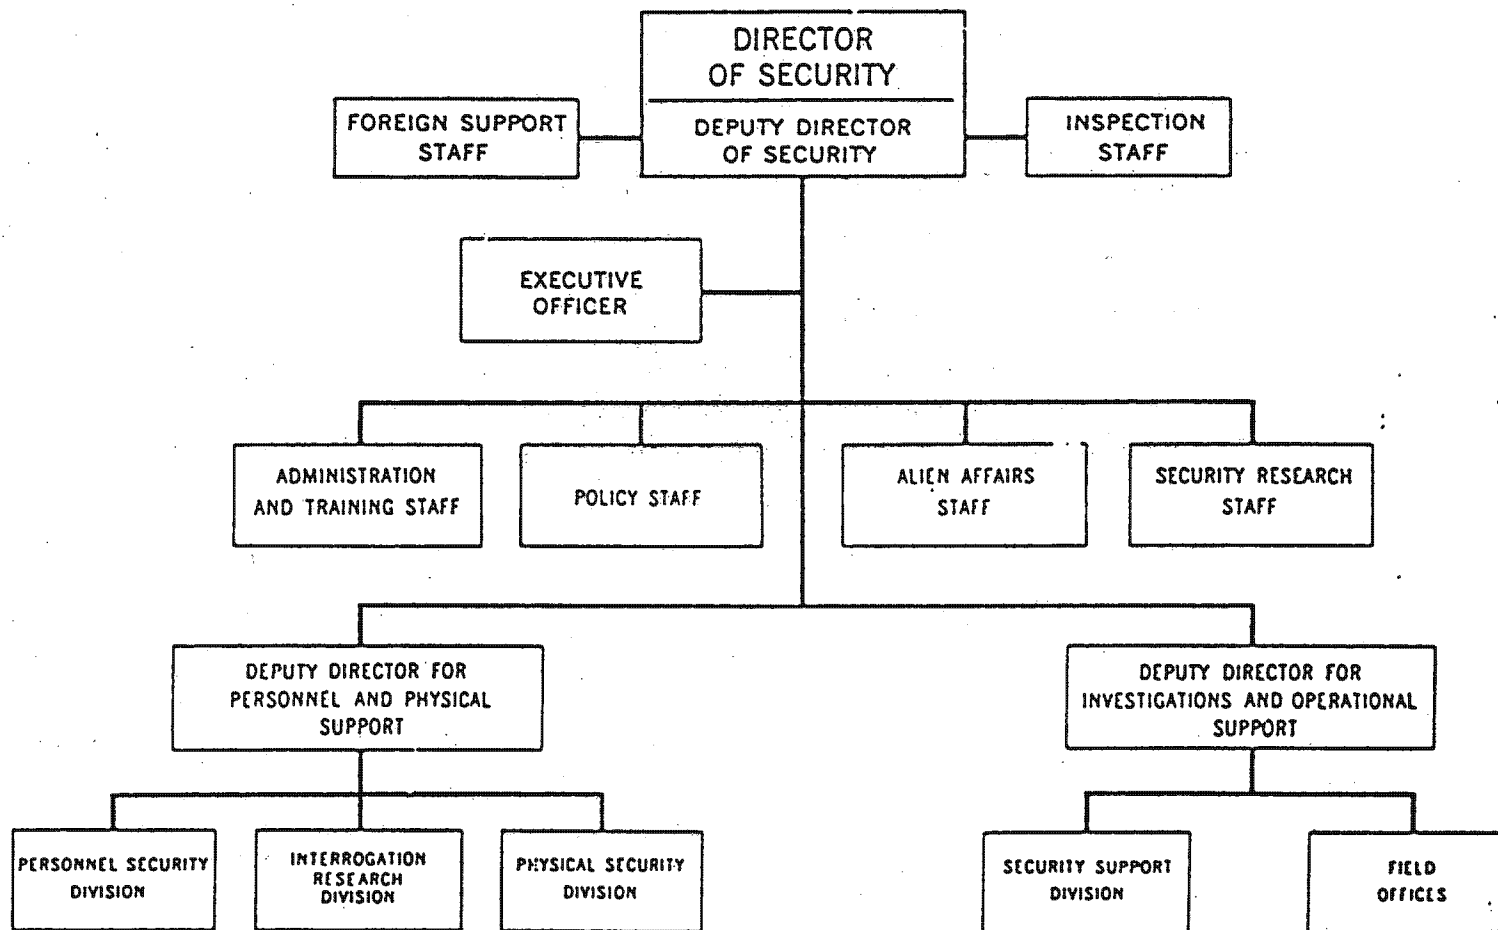 DIRECTOR
OF SECURITY
DEPUTY DIRECTOR
OF SECURITY
FOREIGN SUPPORT
STAFF
INSPECTION
STAFF
EXECUTIVE
OFFICER
ADMINISTRATION
AND TRAINING STAFF
POLICY STAFF
ALIEN AFFAIRS
STAFF
SECURITY RESEARCH
STAFF
DEPUTY DIRECTOR FOR
PERSONNEL AND PHYSICAL
SUPPORT
DEPUTY DIRECTOR FOR
INVESTIGATIONS AND OPERATIONAL
SUPPORT
PERSONNEL SECURITY
DIVISION
INTERROGATION
RESEARCH
DIVISION
PHYSICAL SECURITY
DIVISION
SECURITY SUPPORT
DIVISION
FIELD
OFFICES